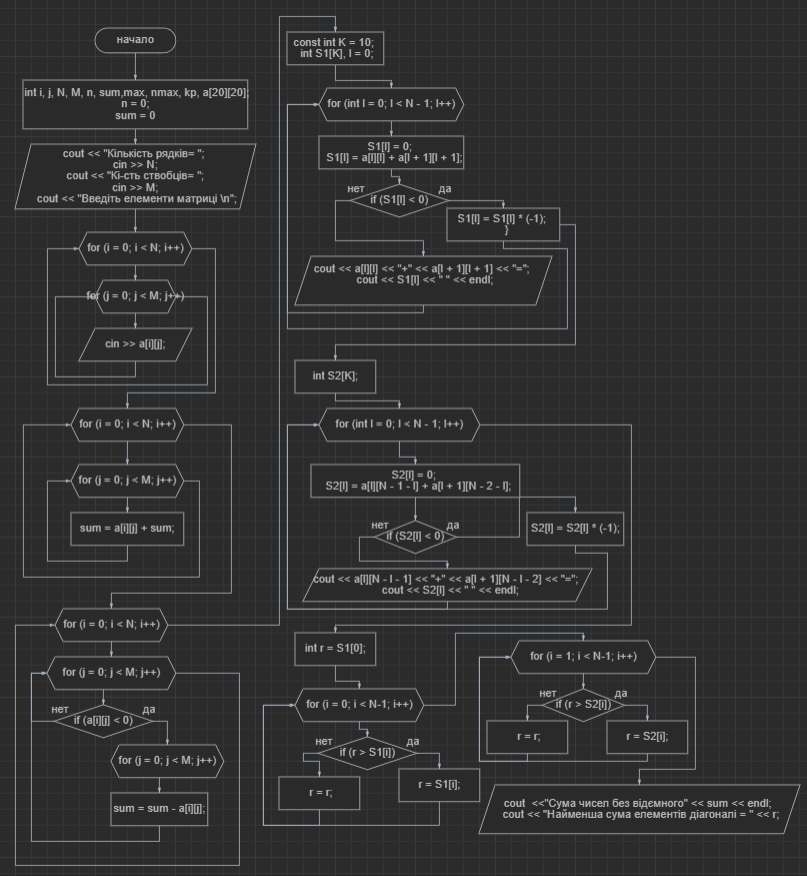 начало
int i, j, N, M, n, sum,max, nmax, kp, a[20][20];
n = 0;
sum = 0
cout << "Кількість рядків= ";
cin >> N;
cout << "Кі-сть ствобців= ";
cin >> M;
cout << "Введіть елементи матриці \n";
for (i = 0; i < N; i++)
for (j = 0; j < M; j++)
cin >> a[i][j];
for (i = 0; i < N; i++)
for (j = 0; j < M; j++)
sum = a[i][j] + sum;
for (i = 0; i < N; i++)
for (j = 0; j < M; j++)
нет
да
if (a[i][j] < 0)
for (j = 0; j < M; j++)
sum = sum - a[i][j];
const int K = 10;
int S1[K], l = 0;
for (int l = 0; l < N - 1; l++)
S1[l] = 0;
S1[l] = a[l][l] + a[l + 1][l + 1];
нет
да
if (S1[l] < 0)
S1[l] = S1[l] * (-1);
}
cout << a[l][l] << "+" << a[l + 1][l + 1] << "=";
cout << S1[l] << " " << endl;
int S2[K];
for (int l = 0; l < N - 1; l++)
S2[l] = 0;
S2[l] = a[l][N - 1 - l] + a[l + 1][N - 2 - l];
нет
да
if (S2[l] < 0)
S2[l] = S2[l] * (-1);
cout << a[l][N - l - 1] << "+" << a[l + 1][N - l - 2] << "=";
cout << S2[l] << " " << endl;
int r = S1[0];
for (i = 0; i < N-1; i++)
нет
да
if (r > S1[i])
r = r;
r = S1[i];
for (i = 1; i < N-1; i++)
нет
да
if (r > S2[i])
r = r;
r = S2[i];
cout <<"Сума чисел без відємного" << sum << endl;
cout << "Найменша сума елементів діагоналі = " << r;